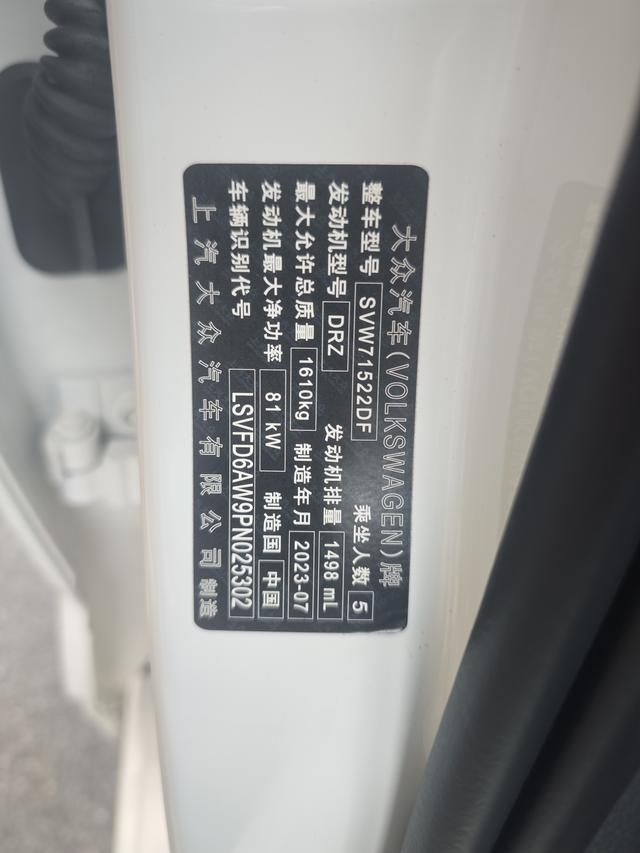 大众汽车(VOLKSWAGEN)牌
整车型号 SVW71522DF 乘坐人数 5
发动机型号 DRZ 发动机排量 1498 mL
最大允许总质量 1610kg 制造年月 2023-07
发动机最大净功率 81 kW 制造国 中国
车辆识别代号 LSVFD6AW9PN025302
上汽大众汽车有限公司制造